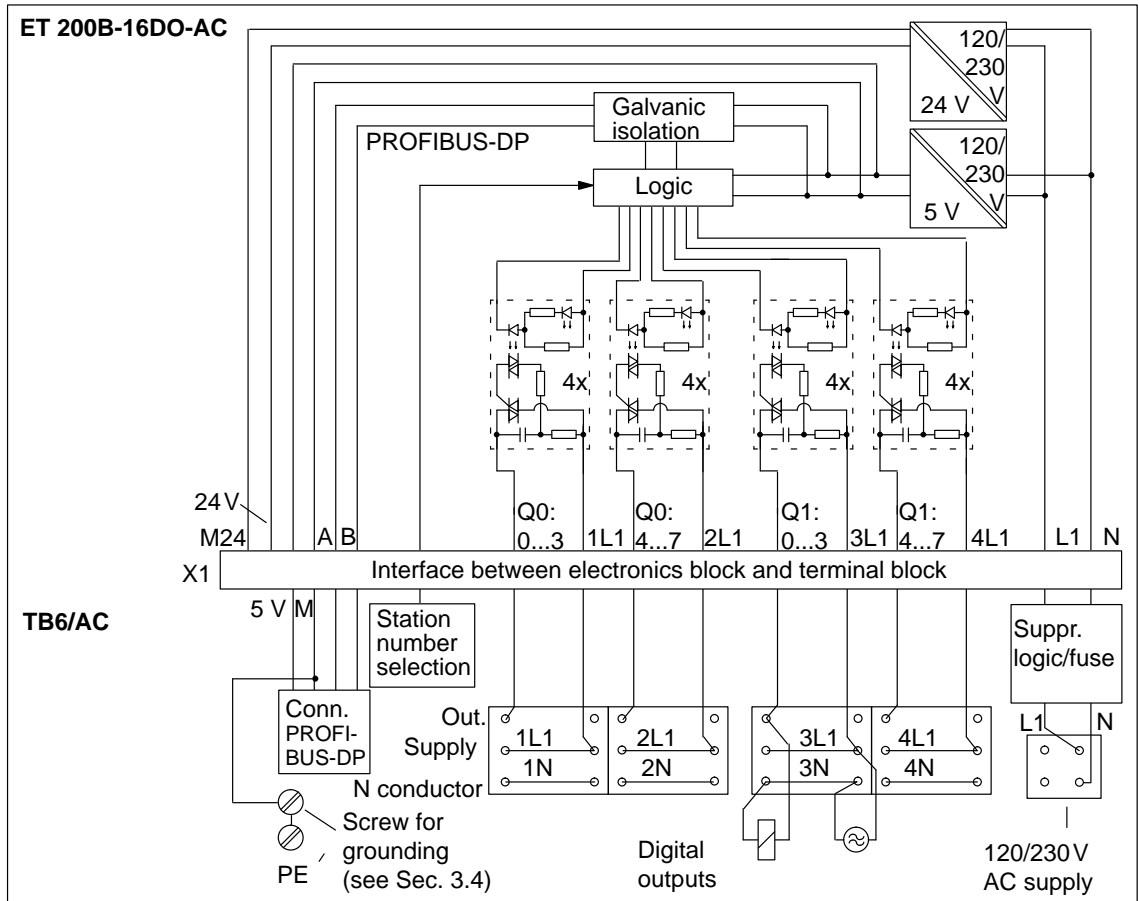 ET 200B-16DO-AC
120/
230
V
24 V
Galvanic
isolation
PROFIBUS-DP
120/
230
V
5 V
Logic
4x
4x
4x
4x
24 V
M24
A
B
Q0:
0...3
1L1
Q0:
4...7
2L1
Q1:
0...3
3L1
Q1:
4...7
4L1
L1
N
X1
Interface between electronics block and terminal block
5 V
M
TB6/AC
Station
number
selection
Suppr.
logic/fuse
Conn.
PROFI-
BUS-DP
Out.
Supply
N conductor
1L1
1N
2L1
2N
3L1
3N
4L1
4N
L1
N
Screw for
grounding
(see Sec. 3.4)
PE
Digital
outputs
120/230 V
AC supply